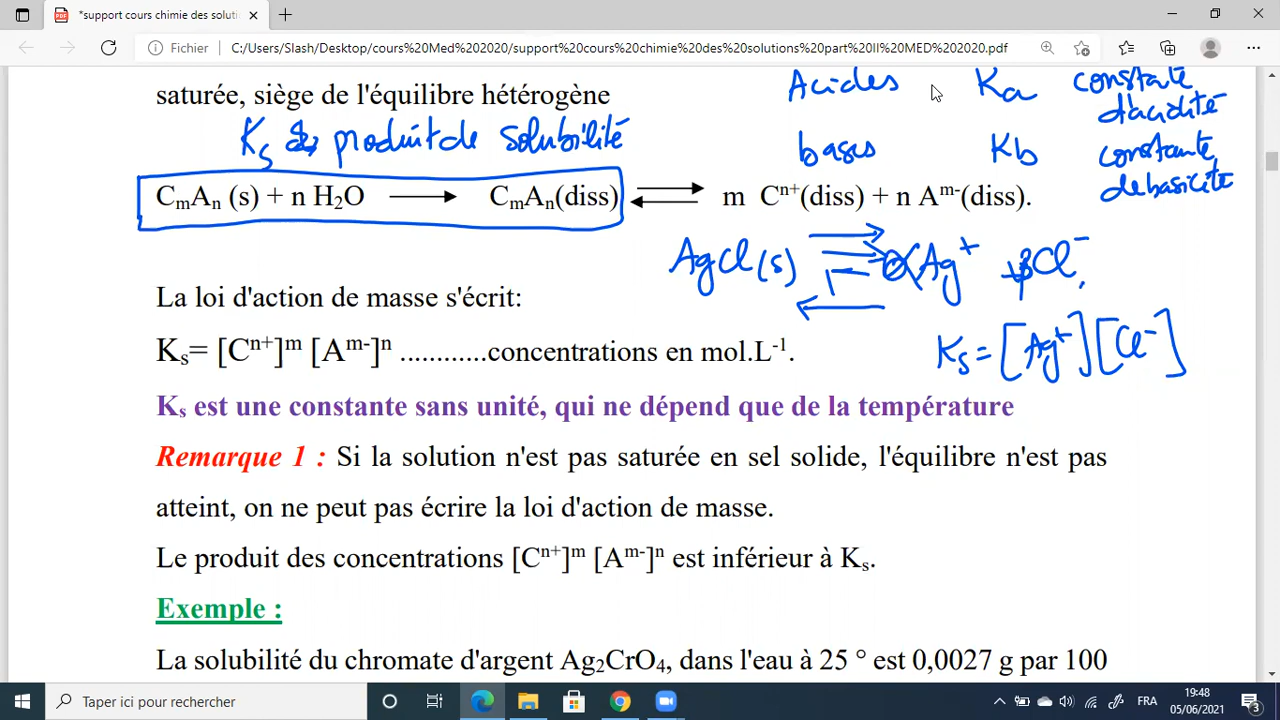 *support cours chimie des soluti
Fichier C:/Users/Slash/Desktop/cours%20Med%202020/support%20cours%20chimie%20des%20solutions%20part%20II%20MED%202020.pdf
Acides Ka constante d'acidité
saturée, siège de l'équilibre hétérogène
Ks produit de solubilité
bases Kb constante de basicité
CmAn (s) + n H2O ⟶ CmAn(diss) ⇌ m Cn+(diss) + n Am-(diss).
AgCl(s) ⇌ αAg+ + βCl-
La loi d'action de masse s'écrit:
Ks= [Cn+]m [Am-]n ............concentrations en mol.L-1.
Ks = [Ag+][Cl-]
Ks est une constante sans unité, qui ne dépend que de la température
Remarque 1 : Si la solution n'est pas saturée en sel solide, l'équilibre n'est pas
atteint, on ne peut pas écrire la loi d'action de masse.
Le produit des concentrations [Cn+]m [Am-]n est inférieur à Ks.
Exemple :
La solubilité du chromate d'argent Ag2CrO4, dans l'eau à 25 ° est 0,0027 g par 100
Taper ici pour rechercher
FRA
19:48
05/06/2021
3